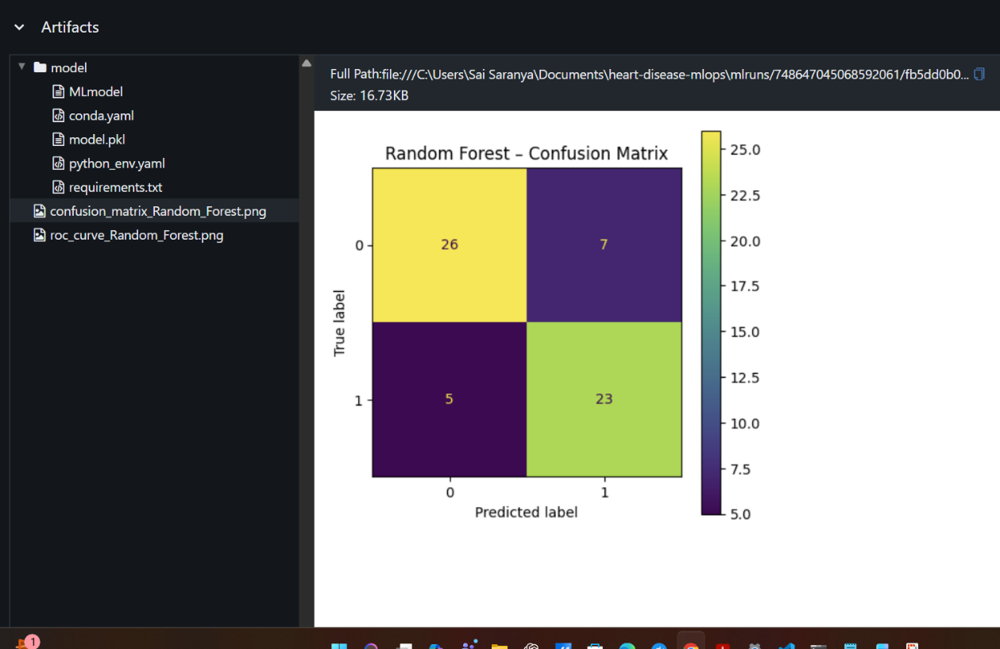 Artifacts
model
MLmodel
conda.yaml
model.pkl
python_env.yaml
requirements.txt
confusion_matrix_Random_Forest.png
roc_curve_Random_Forest.png
Full Path:file:///C:\Users\Sai Saranya\Documents\heart-disease-mlops\mlruns/748647045068592061/fb5dd0b0...
Size: 16.73KB
Random Forest – Confusion Matrix
True label
0
26
7
1
5
23
0
1
Predicted label
25.0
22.5
20.0
17.5
15.0
12.5
10.0
7.5
5.0
1